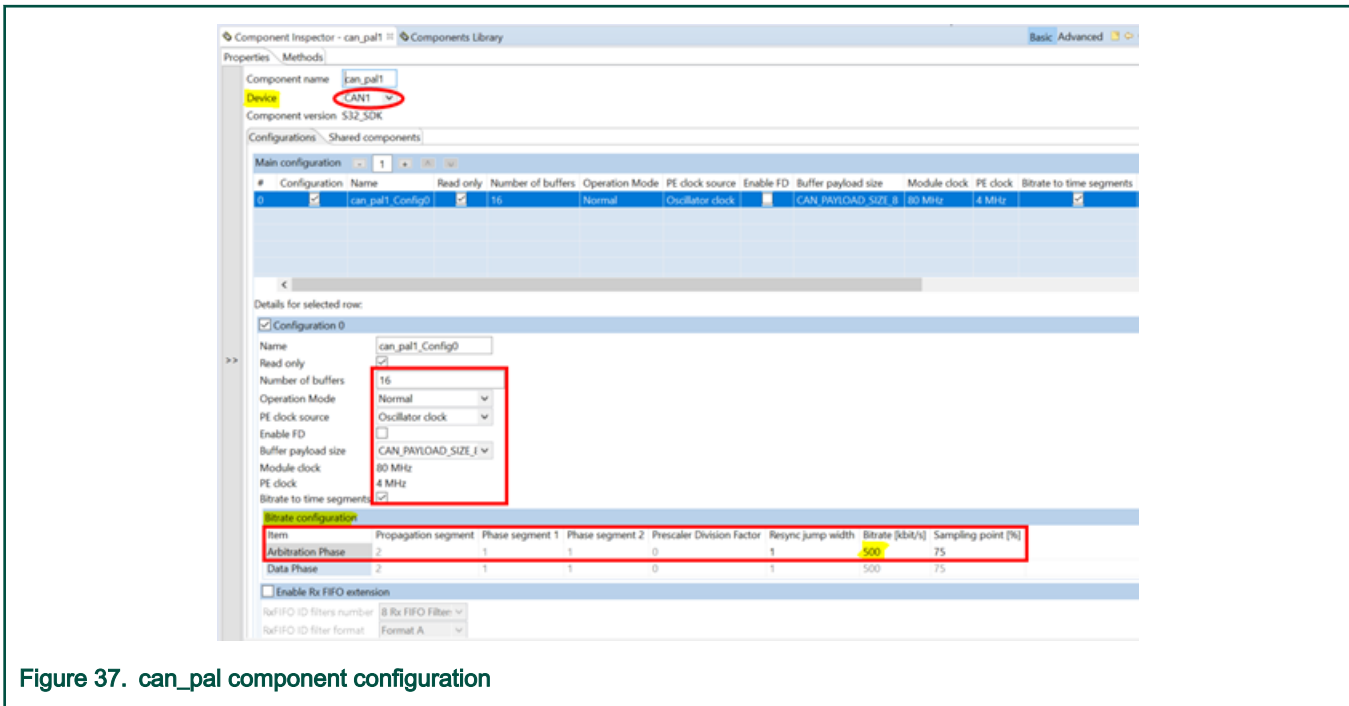 Component Inspector - can_pal1 Components Library Basic Advanced
Properties Methods
Component name can_pal1
Device CAN1
Component version S32_SDK
Configurations Shared components
Main configuration - 1 +
# Configuration Name Read only Number of buffers Operation Mode PE clock source Enable FD Buffer payload size Module clock PE clock Bitrate to time segments
0 can_pal1_Config0 16 Normal Oscillator clock CAN_PAYLOAD_SIZE_8 80 MHz 4 MHz
<
Details for selected row:
Configuration 0
Name can_pal1_Config0
>> Read only
Number of buffers 16
Operation Mode Normal
PE clock source Oscillator clock
Enable FD
Buffer payload size CAN_PAYLOAD_SIZE_
Module clock 80 MHz
PE clock 4 MHz
Bitrate to time segments
Bitrate configuration
Item Propagation segment Phase segment 1 Phase segment 2 Prescaler Division Factor Resync jump width Bitrate [kbit/s] Sampling point [%]
Arbitration Phase 2 1 1 0 1 500 75
Data Phase 2 1 1 0 1 500 75
Enable Rx FIFO extension
RxFIFO ID filters number 8 Rx FIFO Filter
RxFIFO ID filter format Format A
Figure 37. can_pal component configuration